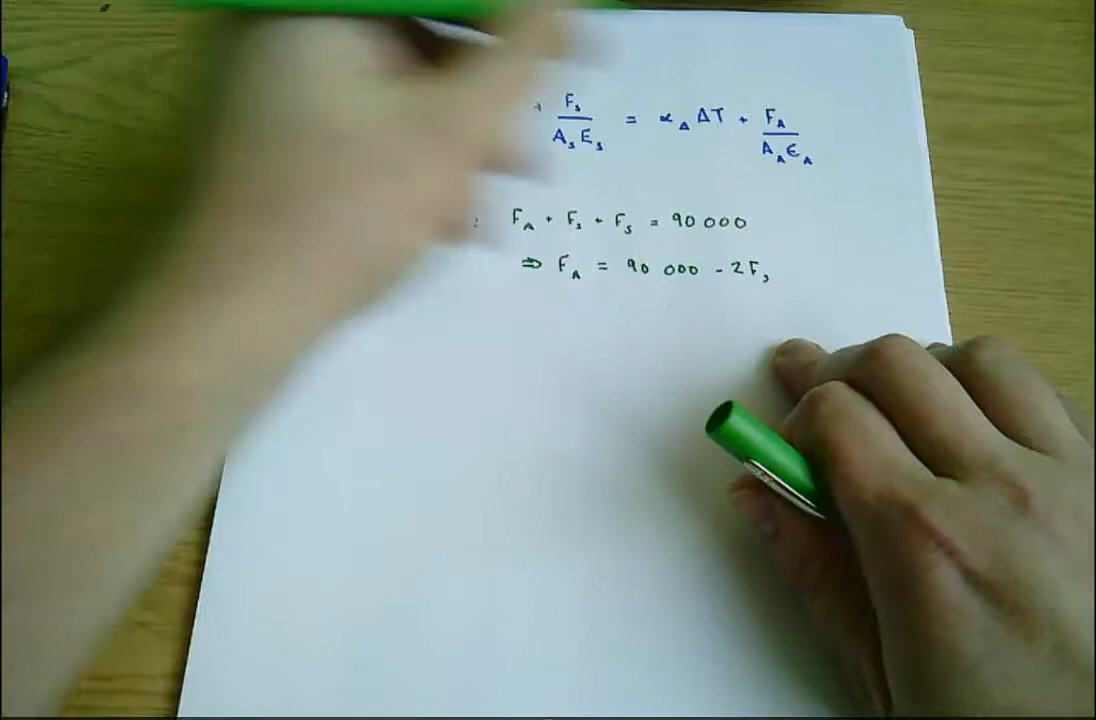 + F_s / A_s E_s = α_A ΔT + F_A / A_A E_A
: F_A + F_s + F_s = 90 000
⇒ F_A = 90 000 - 2F_s